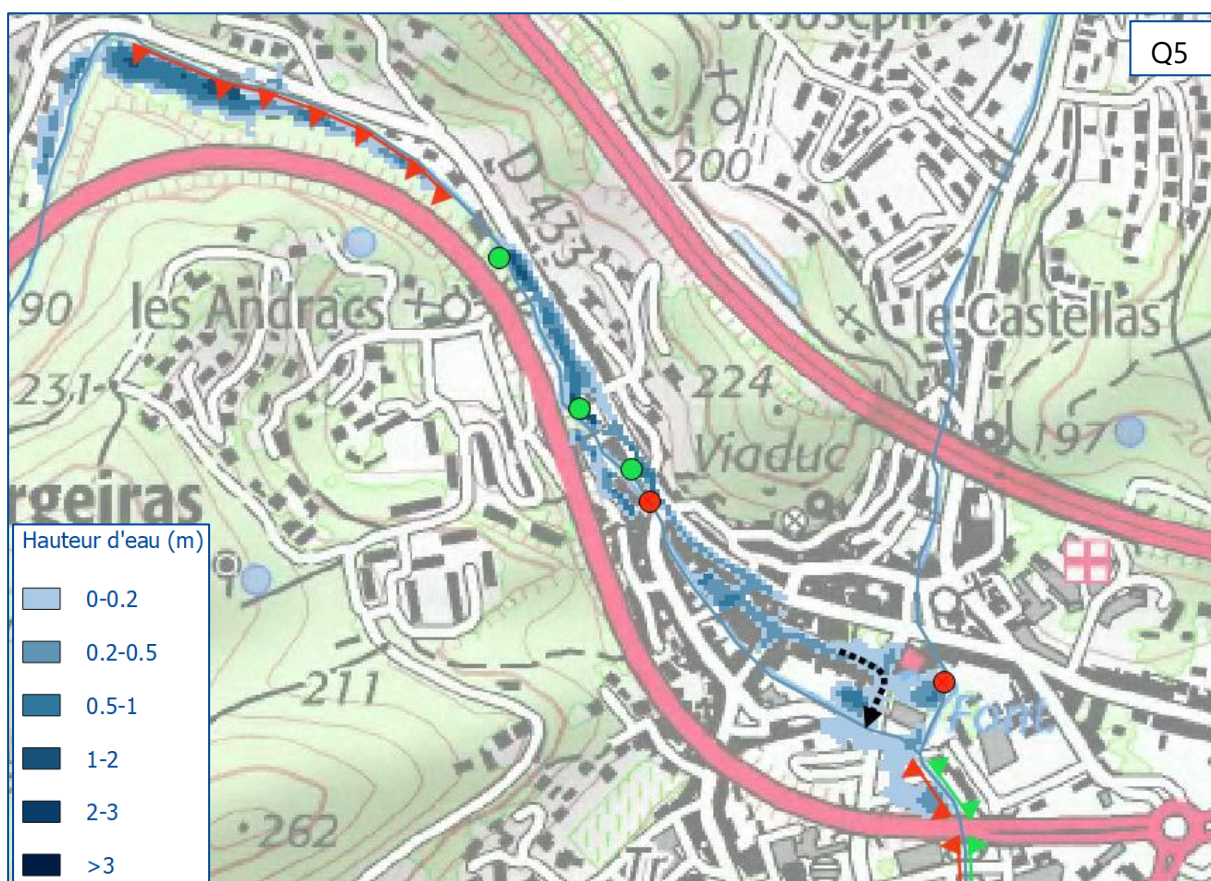 St Joseph
Q5
200
D 433
90
les Andracs
le Castellas
231
224
197
Viaduc
rgeiras
Hauteur d'eau (m)
0-0.2
0.2-0.5
0.5-1
1-2
2-3
>3
211
font
262
Tr